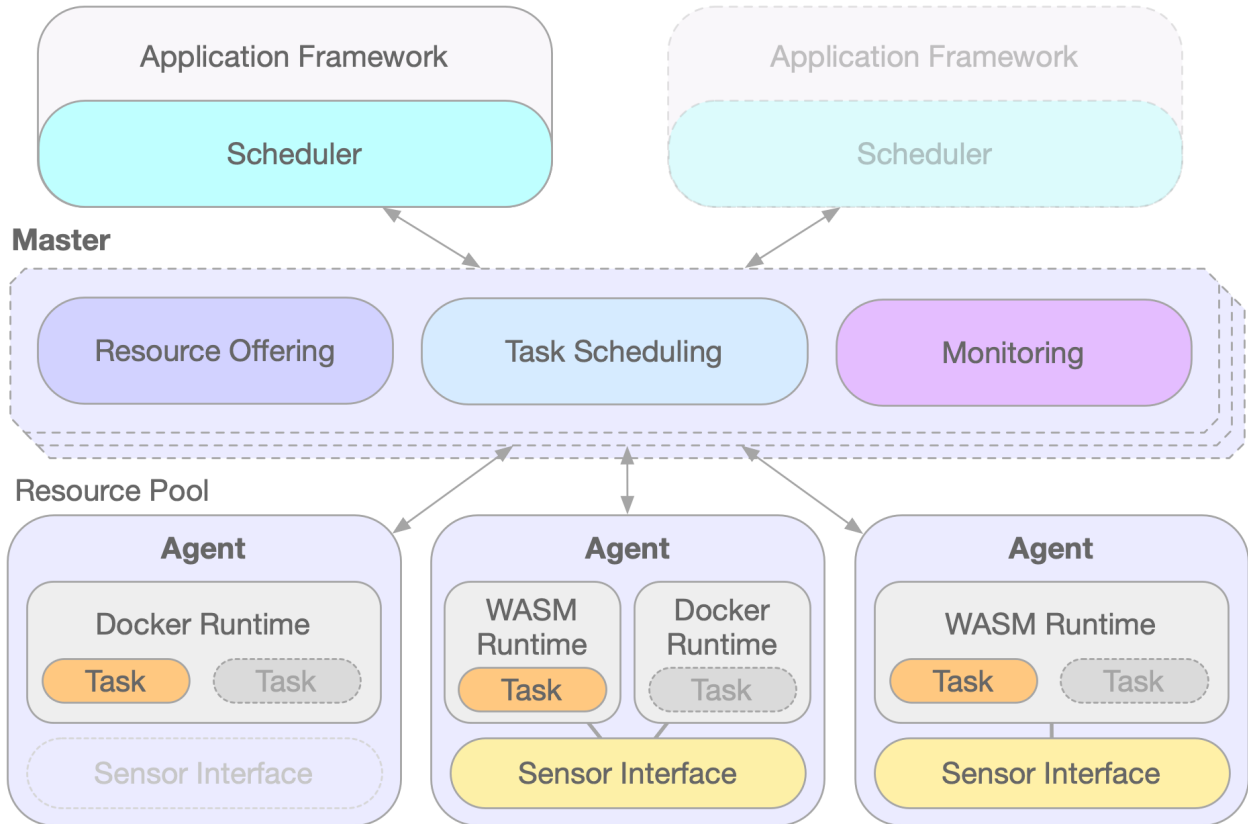 Application Framework
Scheduler
Application Framework
Scheduler
Master
Resource Offering
Task Scheduling
Monitoring
Resource Pool
Agent
Docker Runtime
Task
Task
Sensor Interface
Agent
WASM
Runtime
Task
Docker
Runtime
Task
Sensor Interface
Agent
WASM Runtime
Task
Task
Sensor Interface